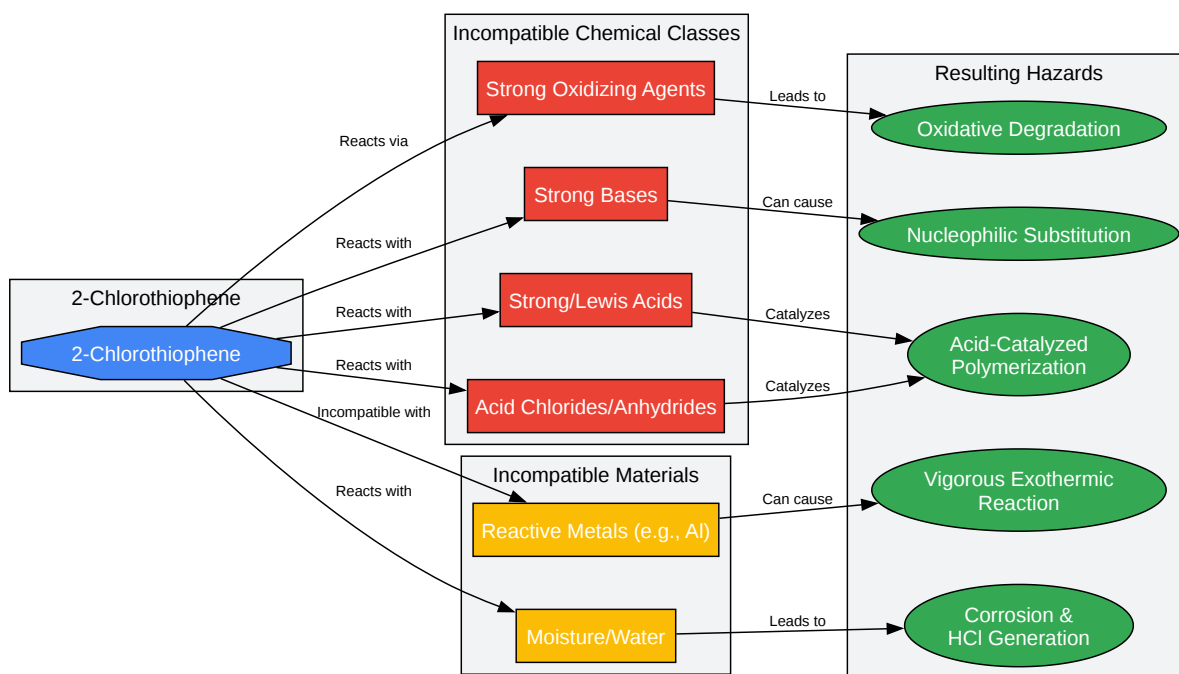 2-Chlorothiophene
2-Chlorothiophene
Reacts via
Reacts with
Reacts with
Reacts with
Incompatible with
Reacts with
Incompatible Chemical Classes
Strong Oxidizing Agents
Strong Bases
Strong/Lewis Acids
Acid Chlorides/Anhydrides
Incompatible Materials
Reactive Metals (e.g., Al)
Moisture/Water
Leads to
Can cause
Catalyzes
Catalyzes
Can cause
Leads to
Resulting Hazards
Oxidative Degradation
Nucleophilic Substitution
Acid-Catalyzed
Polymerization
Vigorous Exothermic
Reaction
Corrosion &
HCl Generation